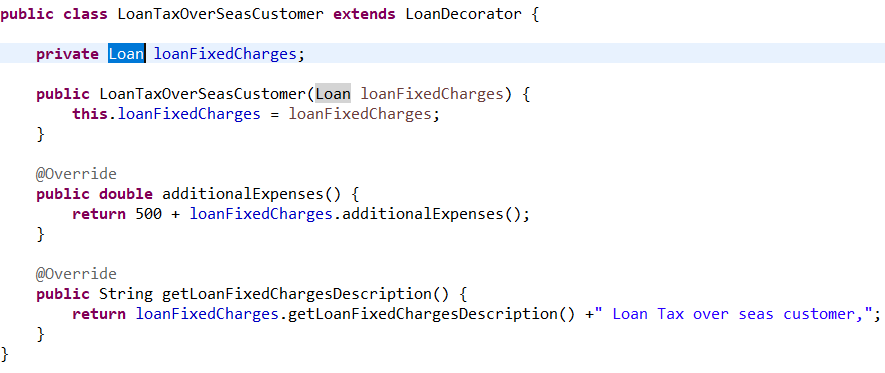 public class LoanTaxOverSeasCustomer extends LoanDecorator {
private Loan loanFixedCharges;
public LoanTaxOverSeasCustomer(Loan loanFixedCharges) {
this.loanFixedCharges = loanFixedCharges;
}
@Override
public double additionalExpenses() {
return 500 + loanFixedCharges.additionalExpenses();
}
@Override
public String getLoanFixedChargesDescription() {
return loanFixedCharges.getLoanFixedChargesDescription() +" Loan Tax over seas customer,";
}
}